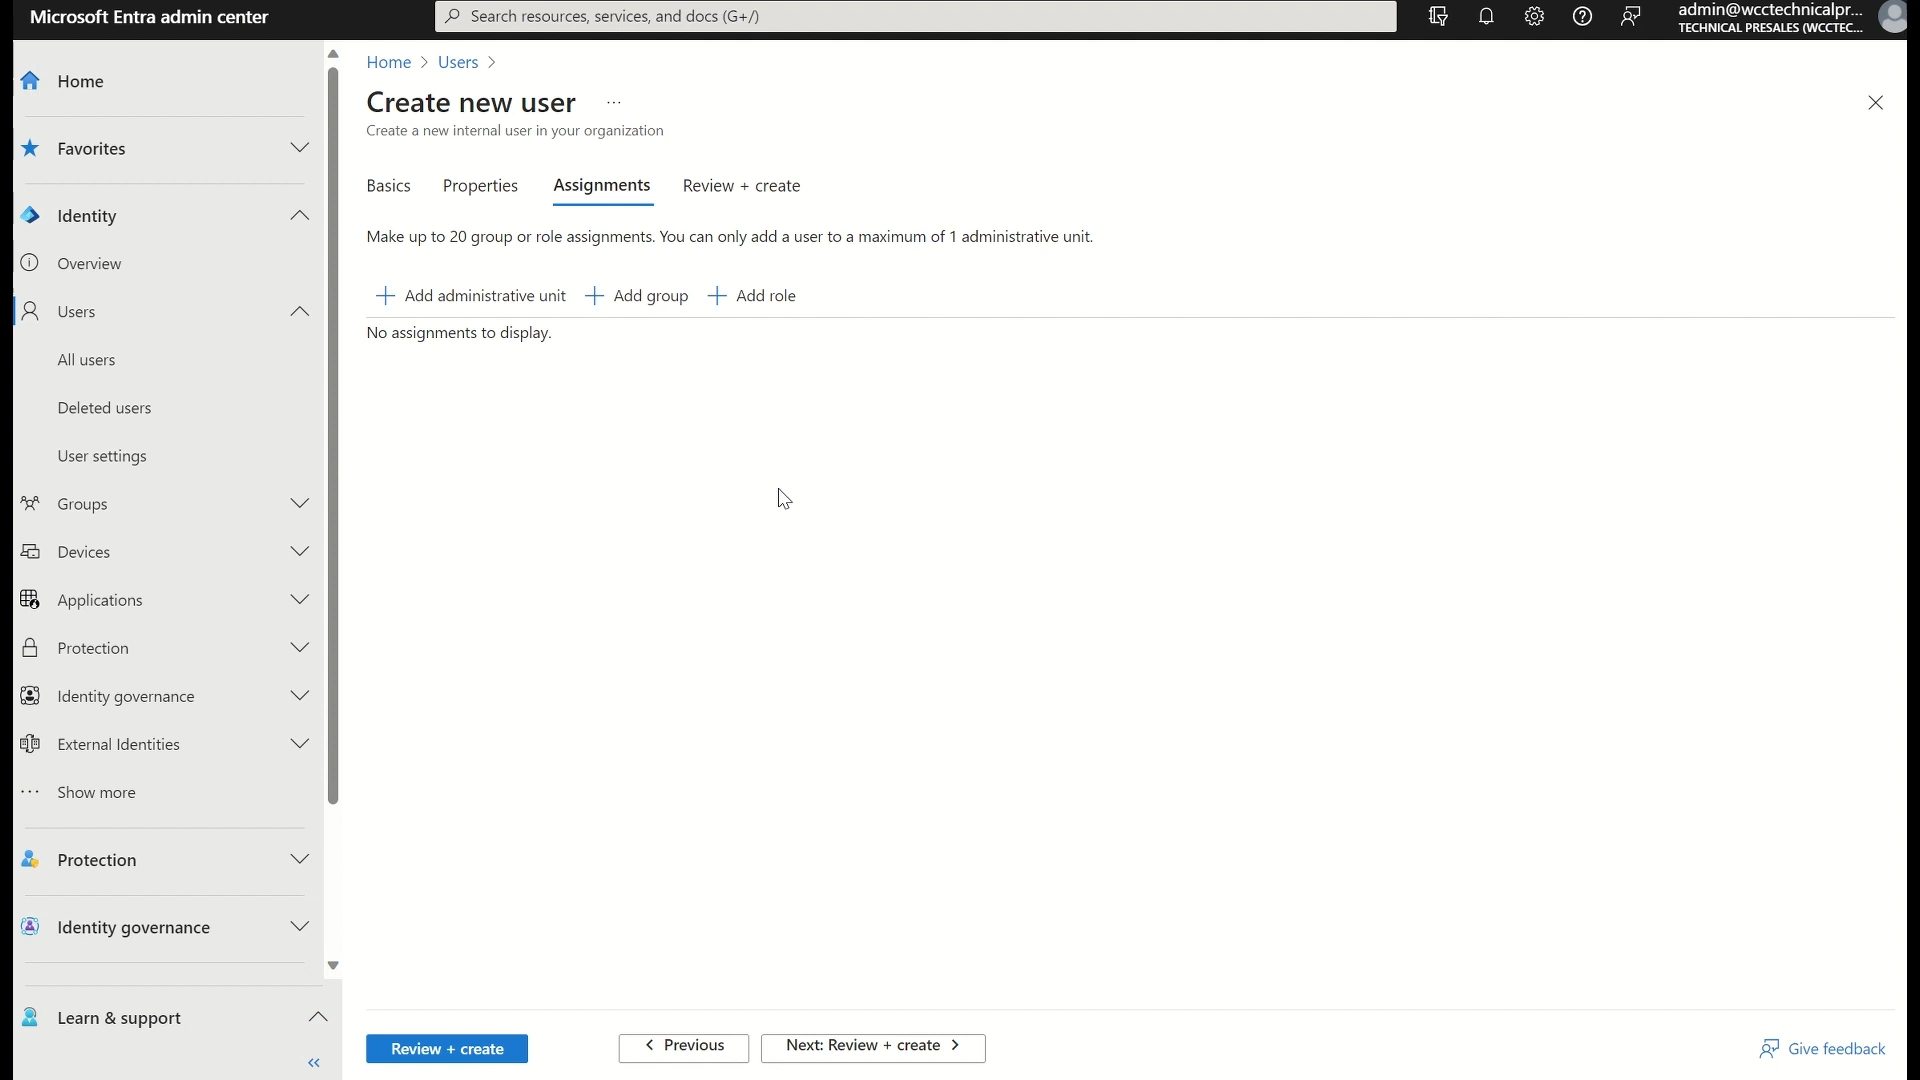 Microsoft Entra admin center
Search resources, services, and docs (G+/)
admin@wcctechnicalpr...
TECHNICAL PRESALES (WCCTEC...
Home
Favorites
Identity
Overview
Users
All users
Deleted users
User settings
Groups
Devices
Applications
Protection
Identity governance
External Identities
Show more
Protection
Identity governance
Learn & support
Home > Users >
Create new user ...
Create a new internal user in your organization
Basics Properties Assignments Review + create
Make up to 20 group or role assignments. You can only add a user to a maximum of 1 administrative unit.
+ Add administrative unit + Add group + Add role
No assignments to display.
Review + create < Previous Next: Review + create > Give feedback